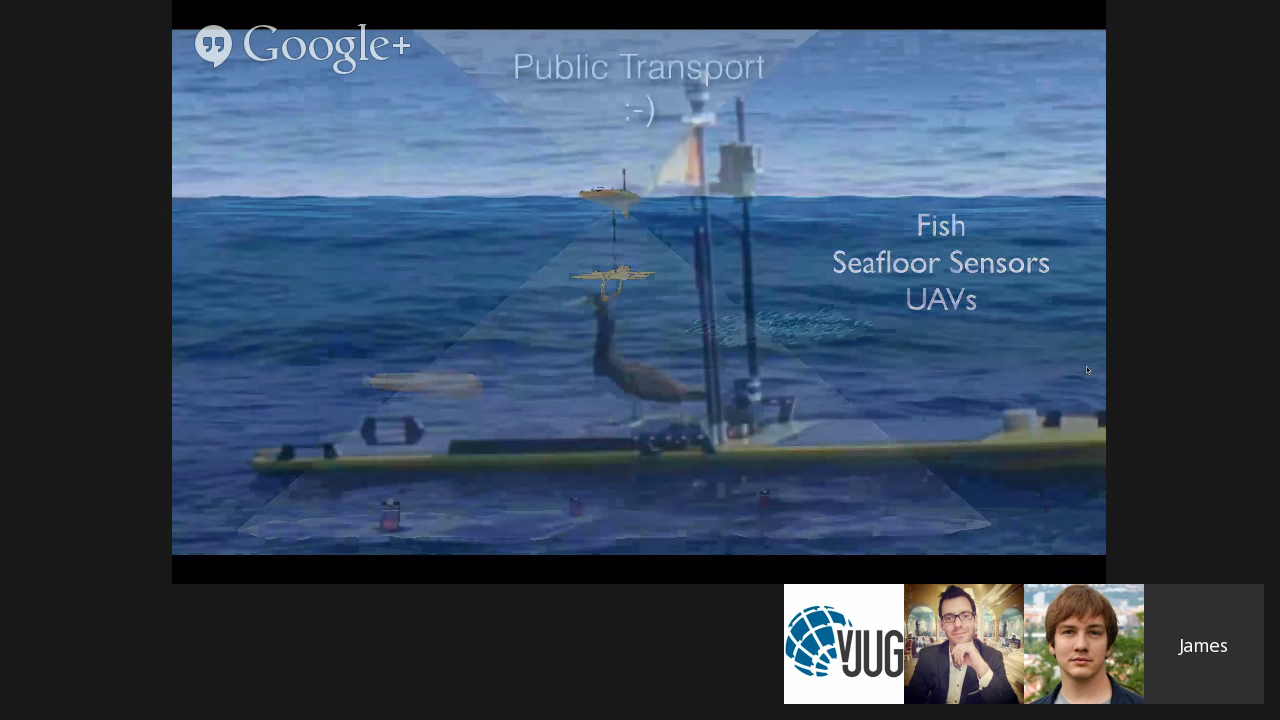 Google+
Public Transport
:-)
Fish
Seafloor Sensors
UAVs
vJUG
James